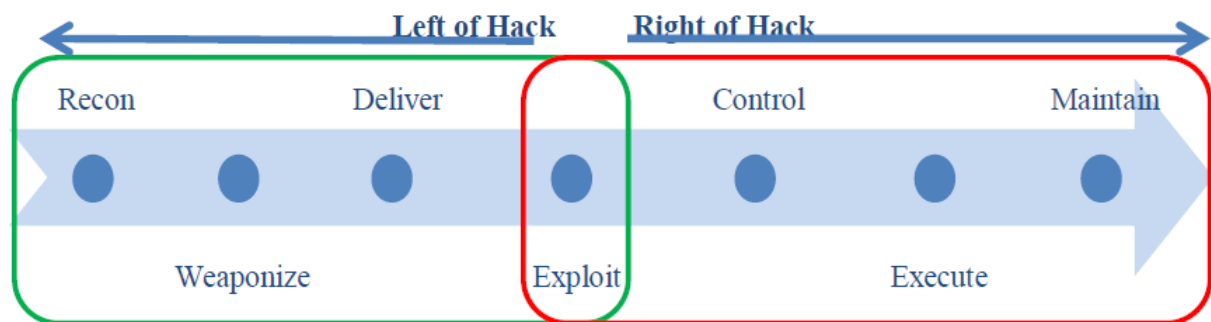 Left of Hack Right of Hack
Recon Deliver Control Maintain
Weaponize Exploit Execute